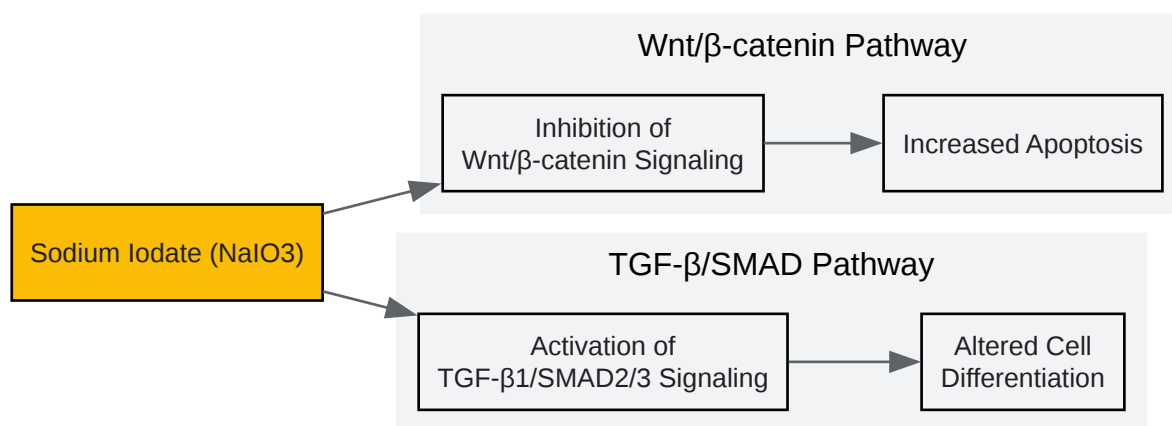 Wnt/β-catenin Pathway
Inhibition of
Wnt/β-catenin Signaling
Increased Apoptosis
Sodium Iodate (NaIO3)
TGF-β/SMAD Pathway
Activation of
TGF-β1/SMAD2/3 Signaling
Altered Cell
Differentiation